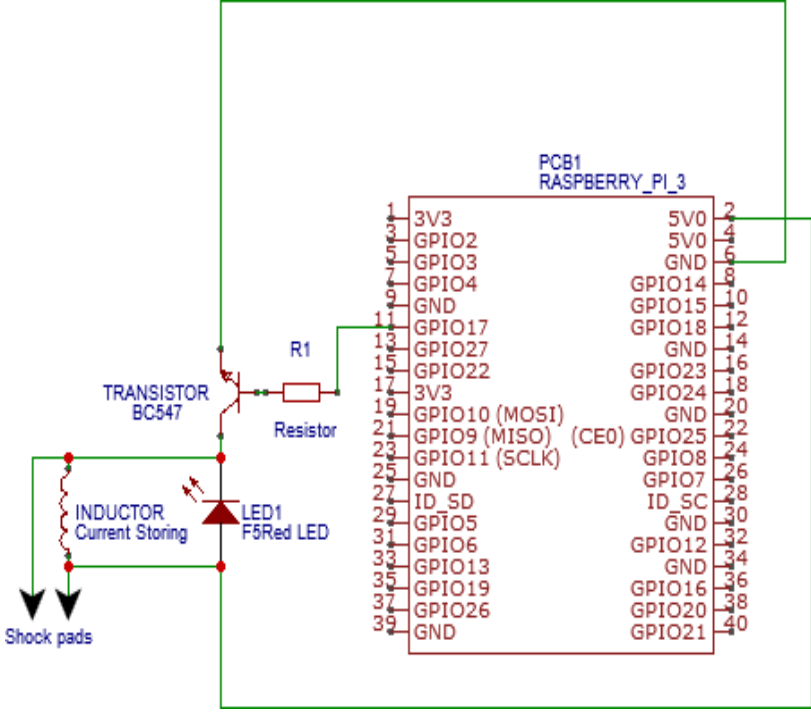 PCB1
RASPBERRY_PI_3
1 3V3 5V0 2
3 GPIO2 5V0 4
5 GPIO3 GND 6
7 GPIO4 GPIO14 8
9 GND GPIO15 10
11 GPIO17 GPIO18 12
13 GPIO27 GND 14
15 GPIO22 GPIO23 16
17 3V3 GPIO24 18
19 GPIO10 (MOSI) GND 20
21 GPIO9 (MISO) (CE0) GPIO25 22
23 GPIO11 (SCLK) GPIO8 24
25 GND GPIO7 26
27 ID_SD ID_SC 28
29 GPIO5 GND 30
31 GPIO6 GPIO12 32
33 GPIO13 GND 34
35 GPIO19 GPIO16 36
37 GPIO26 GPIO20 38
39 GND GPIO21 40
R1
Resistor
TRANSISTOR
BC547
INDUCTOR
Current Storing
LED1
F5Red LED
Shock pads